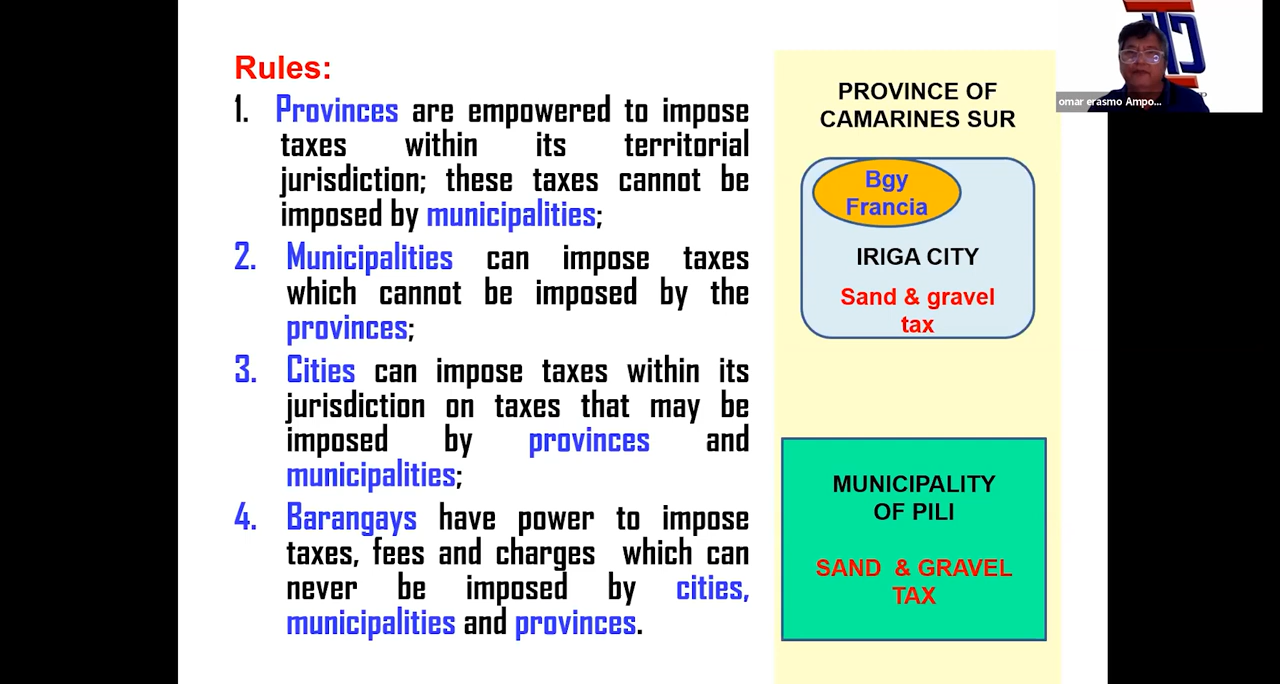 Rules:
1. Provinces are empowered to impose
taxes within its territorial
jurisdiction; these taxes cannot be
imposed by municipalities;
2. Municipalities can impose taxes
which cannot be imposed by the
provinces;
3. Cities can impose taxes within its
jurisdiction on taxes that may be
imposed by provinces and
municipalities;
4. Barangays have power to impose
taxes, fees and charges which can
never be imposed by cities,
municipalities and provinces.
PROVINCE OF
CAMARINES SUR
Bgy
Francia
IRIGA CITY
Sand & gravel
tax
MUNICIPALITY
OF PILI
SAND & GRAVEL
TAX
omar erasmo Ampo...